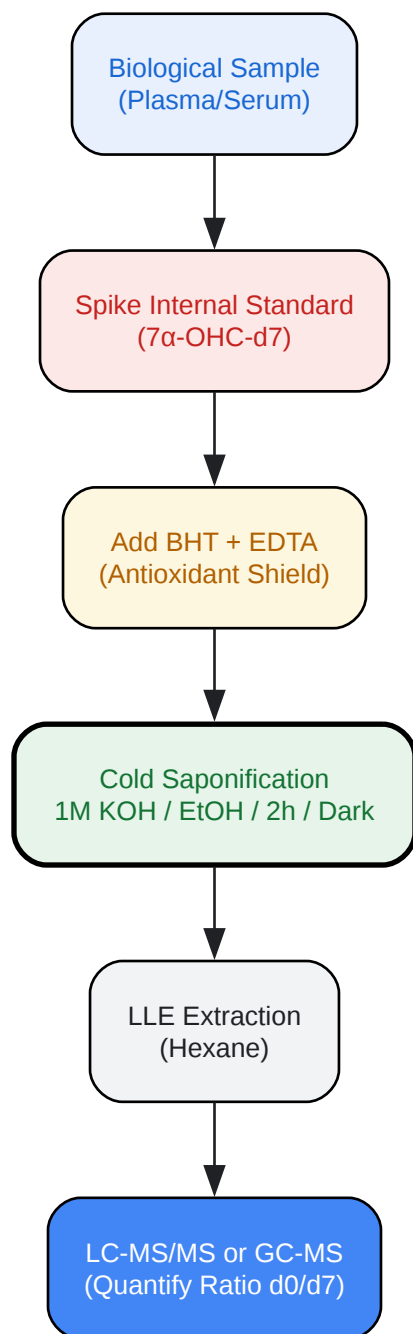 Biological Sample
(Plasma/Serum)
Spike Internal Standard
(7α-OHC-d7)
Add BHT + EDTA
(Antioxidant Shield)
Cold Saponification
1M KOH / EtOH / 2h / Dark
LLE Extraction
(Hexane)
LC-MS/MS or GC-MS
(Quantify Ratio d0/d7)